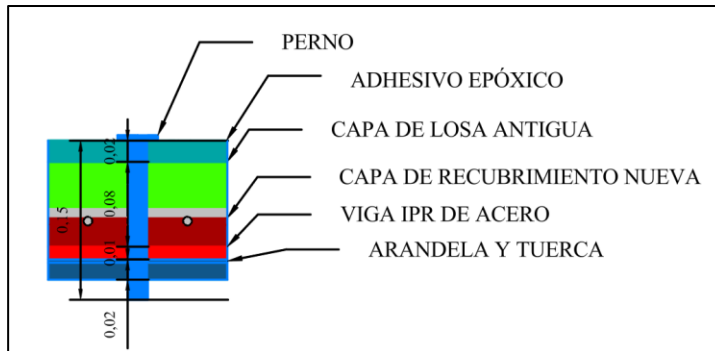 PERNO
ADHESIVO EPÓXICO
CAPA DE LOSA ANTIGUA
CAPA DE RECUBRIMIENTO NUEVA
VIGA IPR DE ACERO
ARANDELA Y TUERCA
0,02
0,08
0,15
0,01
0,02